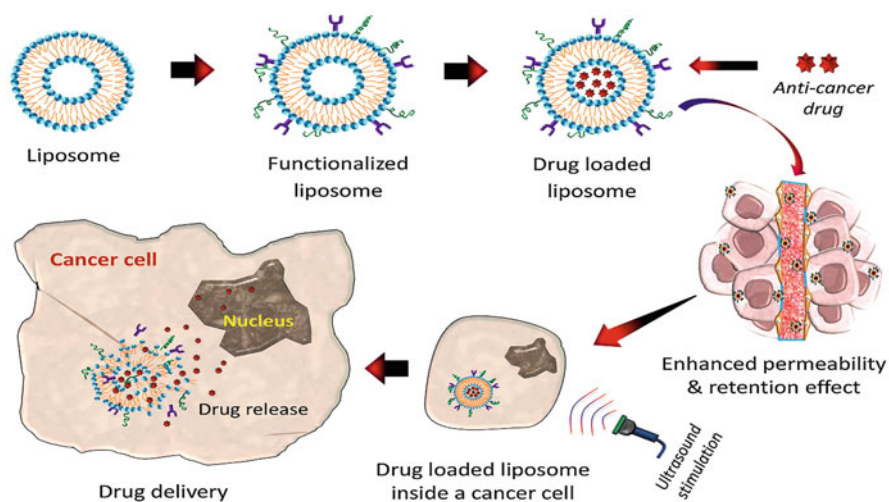 Liposome
Functionalized
liposome
Drug loaded
liposome
Anti-cancer
drug
Enhanced permeability
& retention effect
Ultrasound
stimulation
Drug loaded liposome
inside a cancer cell
Cancer cell
Nucleus
Drug release
Drug delivery